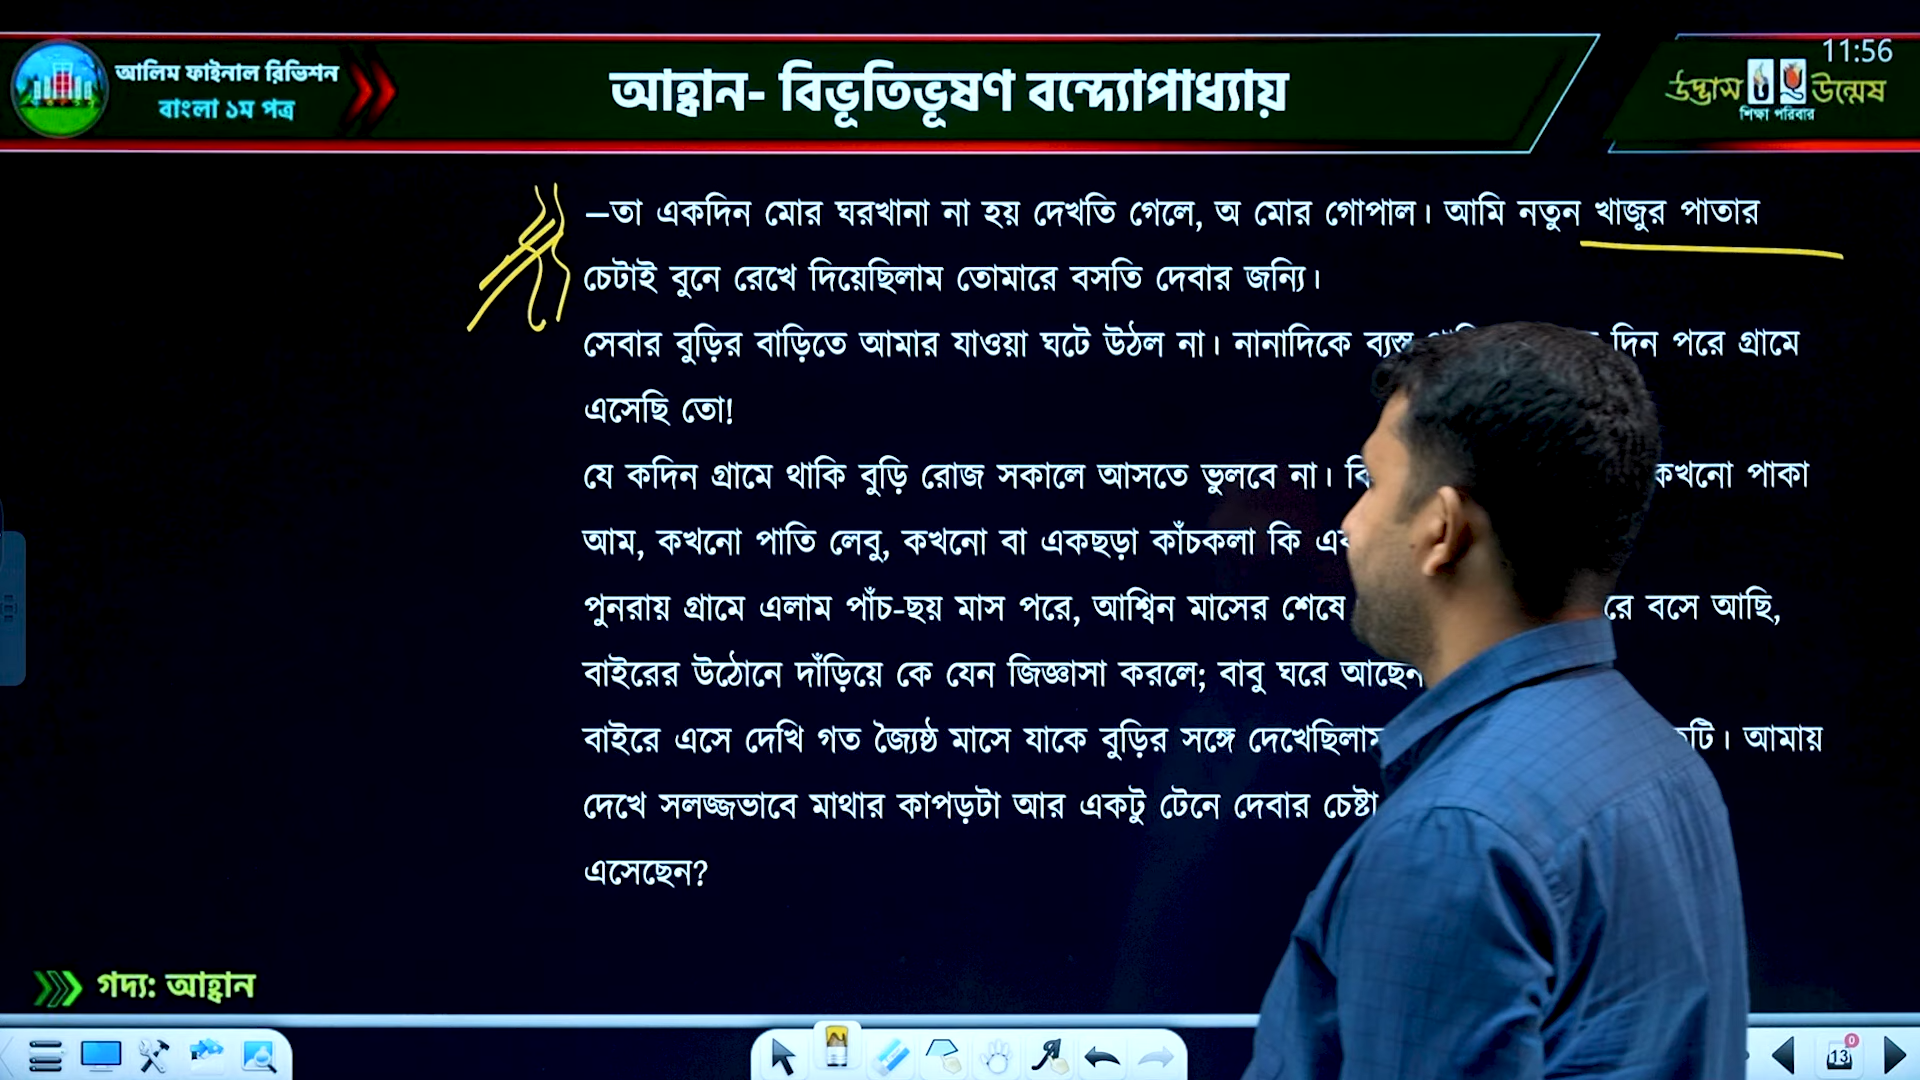 11:56
আলিম ফাইনাল রিভিশন
বাংলা ১ম পত্র
আহ্বান- বিভূতিভূষণ বন্দ্যোপাধ্যায়
উদ্ভাস উন্মেষ
শিক্ষা পরিবার
–তা একদিন মোর ঘরখানা না হয় দেখতি গেলে, অ মোর গোপাল। আমি নতুন খাজুর পাতার
চেটাই বুনে রেখে দিয়েছিলাম তোমারে বসতি দেবার জন্যি।
সেবার বুড়ির বাড়িতে আমার যাওয়া ঘটে উঠল না। নানাদিকে ব্যস্ত দিন পরে গ্রামে
এসেছি তো!
যে কদিন গ্রামে থাকি বুড়ি রোজ সকালে আসতে ভুলবে না। কখনো পাকা
আম, কখনো পাতি লেবু, কখনো বা একছড়া কাঁচকলা কি
পুনরায় গ্রামে এলাম পাঁচ-ছয় মাস পরে, আশ্বিন মাসের শেষে বসে আছি,
বাইরের উঠোনে দাঁড়িয়ে কে যেন জিজ্ঞাসা করলে; বাবু ঘরে আছেন
বাইরে এসে দেখি গত জ্যৈষ্ঠ মাসে যাকে বুড়ির সঙ্গে দেখেছিলাম আমায়
দেখে সলজ্জভাবে মাথার কাপড়টা আর একটু টেনে দেবার চেষ্টা
এসেছেন?
গদ্য: আহ্বান
13
0